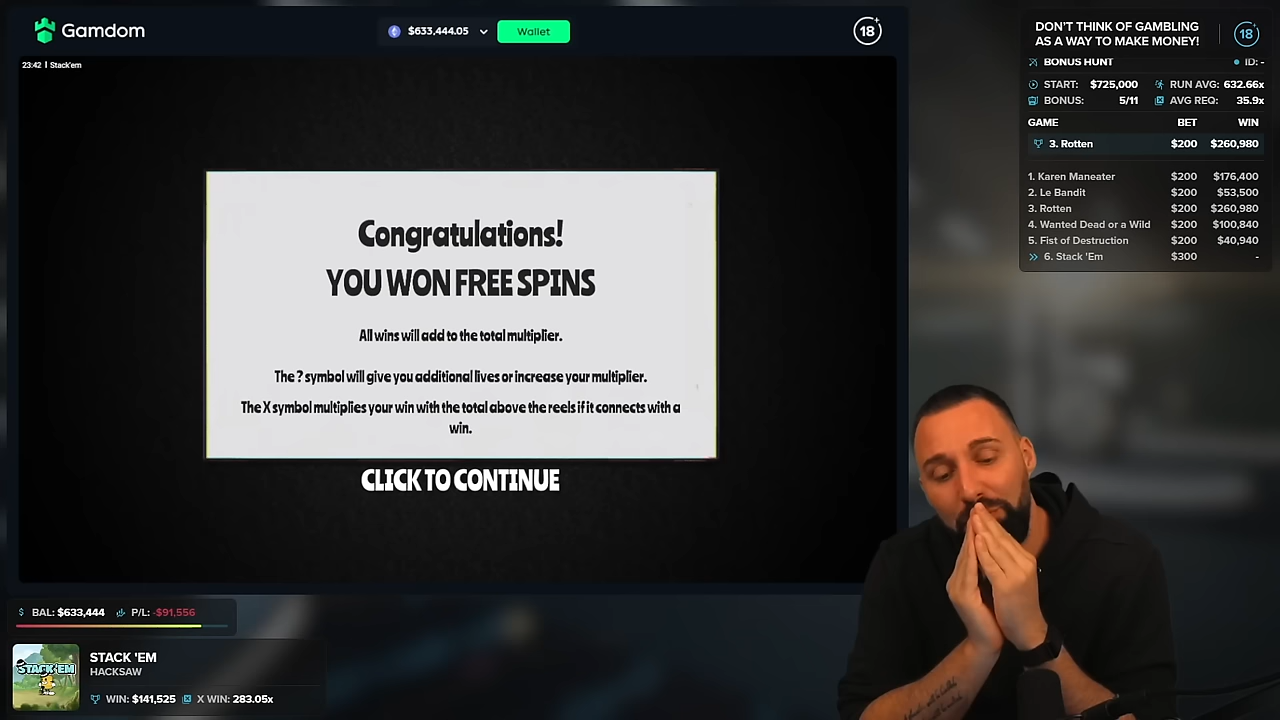 Gamdom
$633,444.05
Wallet
18+
23:42 | Stack'em
Congratulations!
YOU WON FREE SPINS
All wins will add to the total multiplier.
The ? symbol will give you additional lives or increase your multiplier.
The X symbol multiplies your win with the total above the reels if it connects with a
win.
CLICK TO CONTINUE
DON'T THINK OF GAMBLING
AS A WAY TO MAKE MONEY!
18+
BONUS HUNT ID: -
START: $725,000 RUN AVG: 632.66x
BONUS: 5/11 AVG REQ: 35.9x
GAME BET WIN
3. Rotten $200 $260,980
1. Karen Maneater $200 $176,400
2. Le Bandit $200 $53,500
3. Rotten $200 $260,980
4. Wanted Dead or a Wild $200 $100,840
5. Fist of Destruction $200 $40,940
6. Stack 'Em $300 -
$ BAL: $633,444 P/L: -$91,556
STACK'EM
STACK 'EM
HACKSAW
WIN: $141,525 X WIN: 283.05x